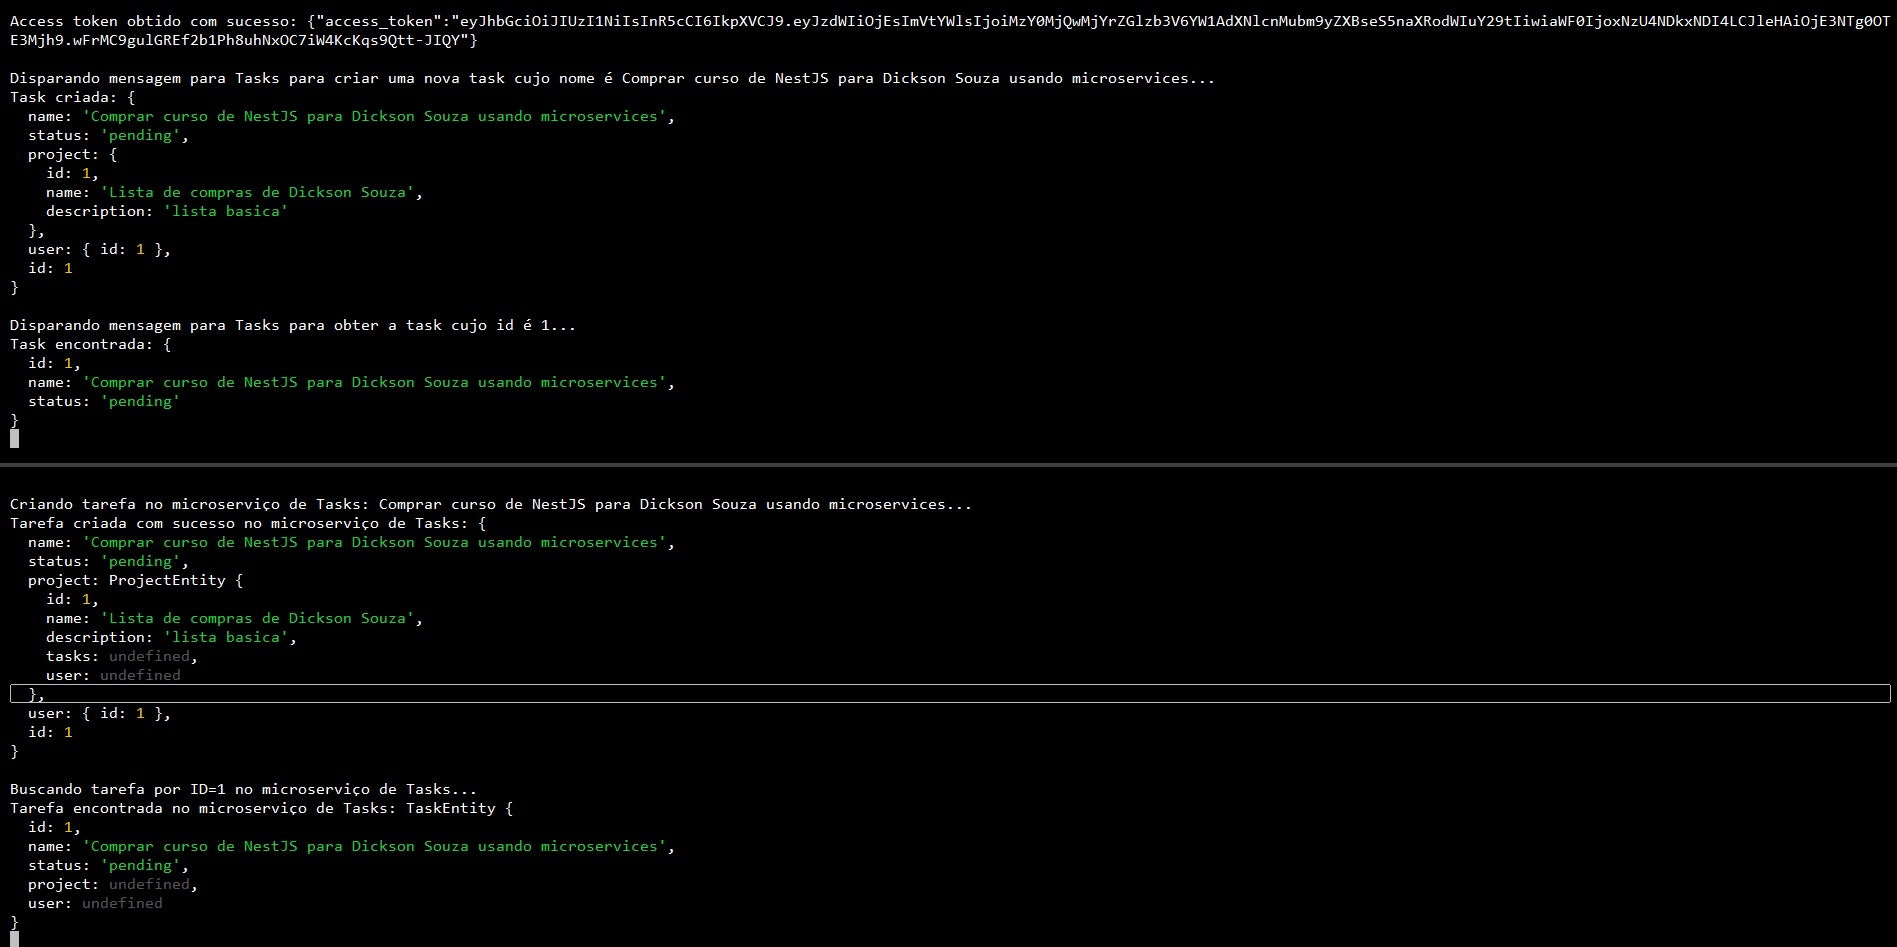 Access token obtido com sucesso: {"access_token":"eyJhbGciOiJIUzI1NiIsInR5cCI6IkpXVCJ9.eyJzdWIiOjEsImVtYWlsIjoiMzY0MjQwMjYrZGlzb3V6YW1AdXNlcnMubm9yZXBseS5naXRodWIuY29tIiwiaWF0IjoxNzU4NDkxNDI4LCJleHAiOjE3NTg0OT
E3Mjh9.wFrMC9gulGREf2b1Ph8uhNxOC7iW4KcKqs9Qtt-JIQY"}
Disparando mensagem para Tasks para criar uma nova task cujo nome é Comprar curso de NestJS para Dickson Souza usando microservices...
Task criada: {
  name: 'Comprar curso de NestJS para Dickson Souza usando microservices',
  status: 'pending',
  project: {
    id: 1,
    name: 'Lista de compras de Dickson Souza',
    description: 'lista basica'
  },
  user: { id: 1 },
  id: 1
}
Disparando mensagem para Tasks para obter a task cujo id é 1...
Task encontrada: {
  id: 1,
  name: 'Comprar curso de NestJS para Dickson Souza usando microservices',
  status: 'pending'
}
Criando tarefa no microserviço de Tasks: Comprar curso de NestJS para Dickson Souza usando microservices...
Tarefa criada com sucesso no microserviço de Tasks: {
  name: 'Comprar curso de NestJS para Dickson Souza usando microservices',
  status: 'pending',
  project: ProjectEntity {
    id: 1,
    name: 'Lista de compras de Dickson Souza',
    description: 'lista basica',
    tasks: undefined,
    user: undefined
  },
  user: { id: 1 },
  id: 1
}
Buscando tarefa por ID=1 no microserviço de Tasks...
Tarefa encontrada no microserviço de Tasks: TaskEntity {
  id: 1,
  name: 'Comprar curso de NestJS para Dickson Souza usando microservices',
  status: 'pending',
  project: undefined,
  user: undefined
}